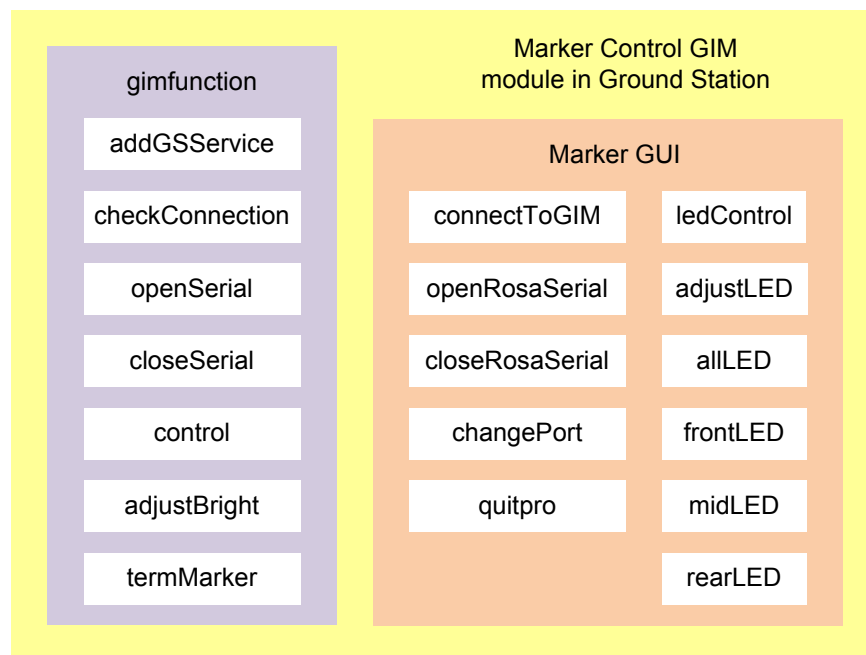 Marker Control GIM
module in Ground Station
gimfunction
addGSService
checkConnection
openSerial
closeSerial
control
adjustBright
termMarker
Marker GUI
connectToGIM
openRosaSerial
closeRosaSerial
changePort
quitpro
ledControl
adjustLED
allLED
frontLED
midLED
rearLED